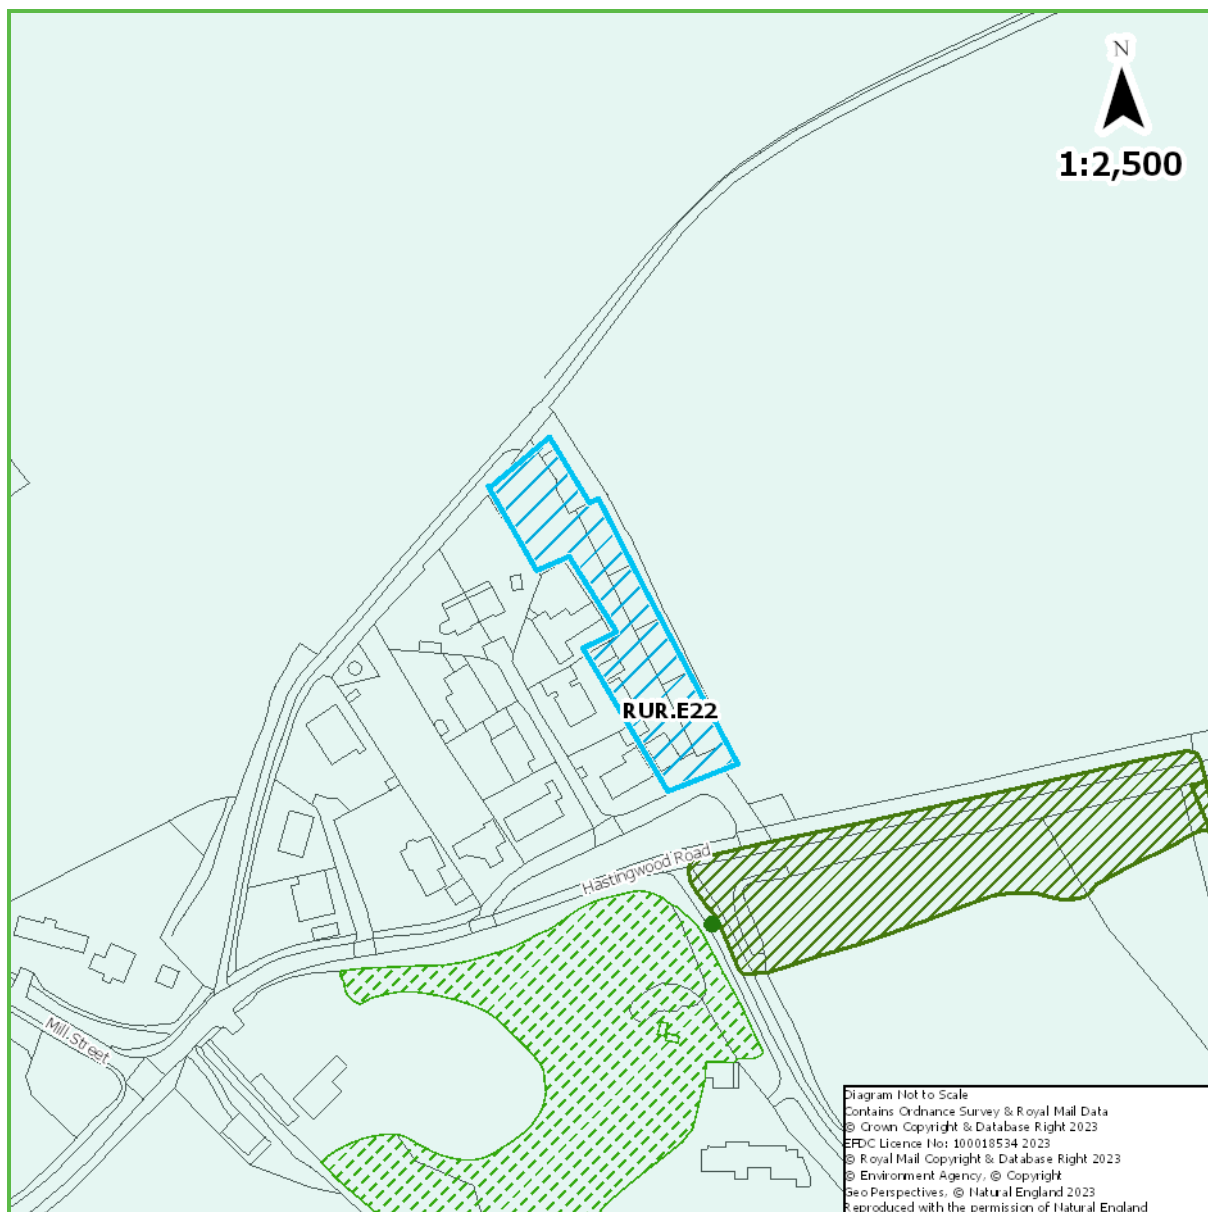 N
1:2,500
RUR.E22
Hastingwood Road
Mill Street
Diagram Not to Scale
Contains Ordnance Survey & Royal Mail Data
© Crown Copyright & Database Right 2023
EFDC Licence No: 100018534 2023
© Royal Mail Copyright & Database Right 2023
© Environment Agency, © Copyright
Geo Perspectives, © Natural England 2023
Reproduced with the permission of Natural England